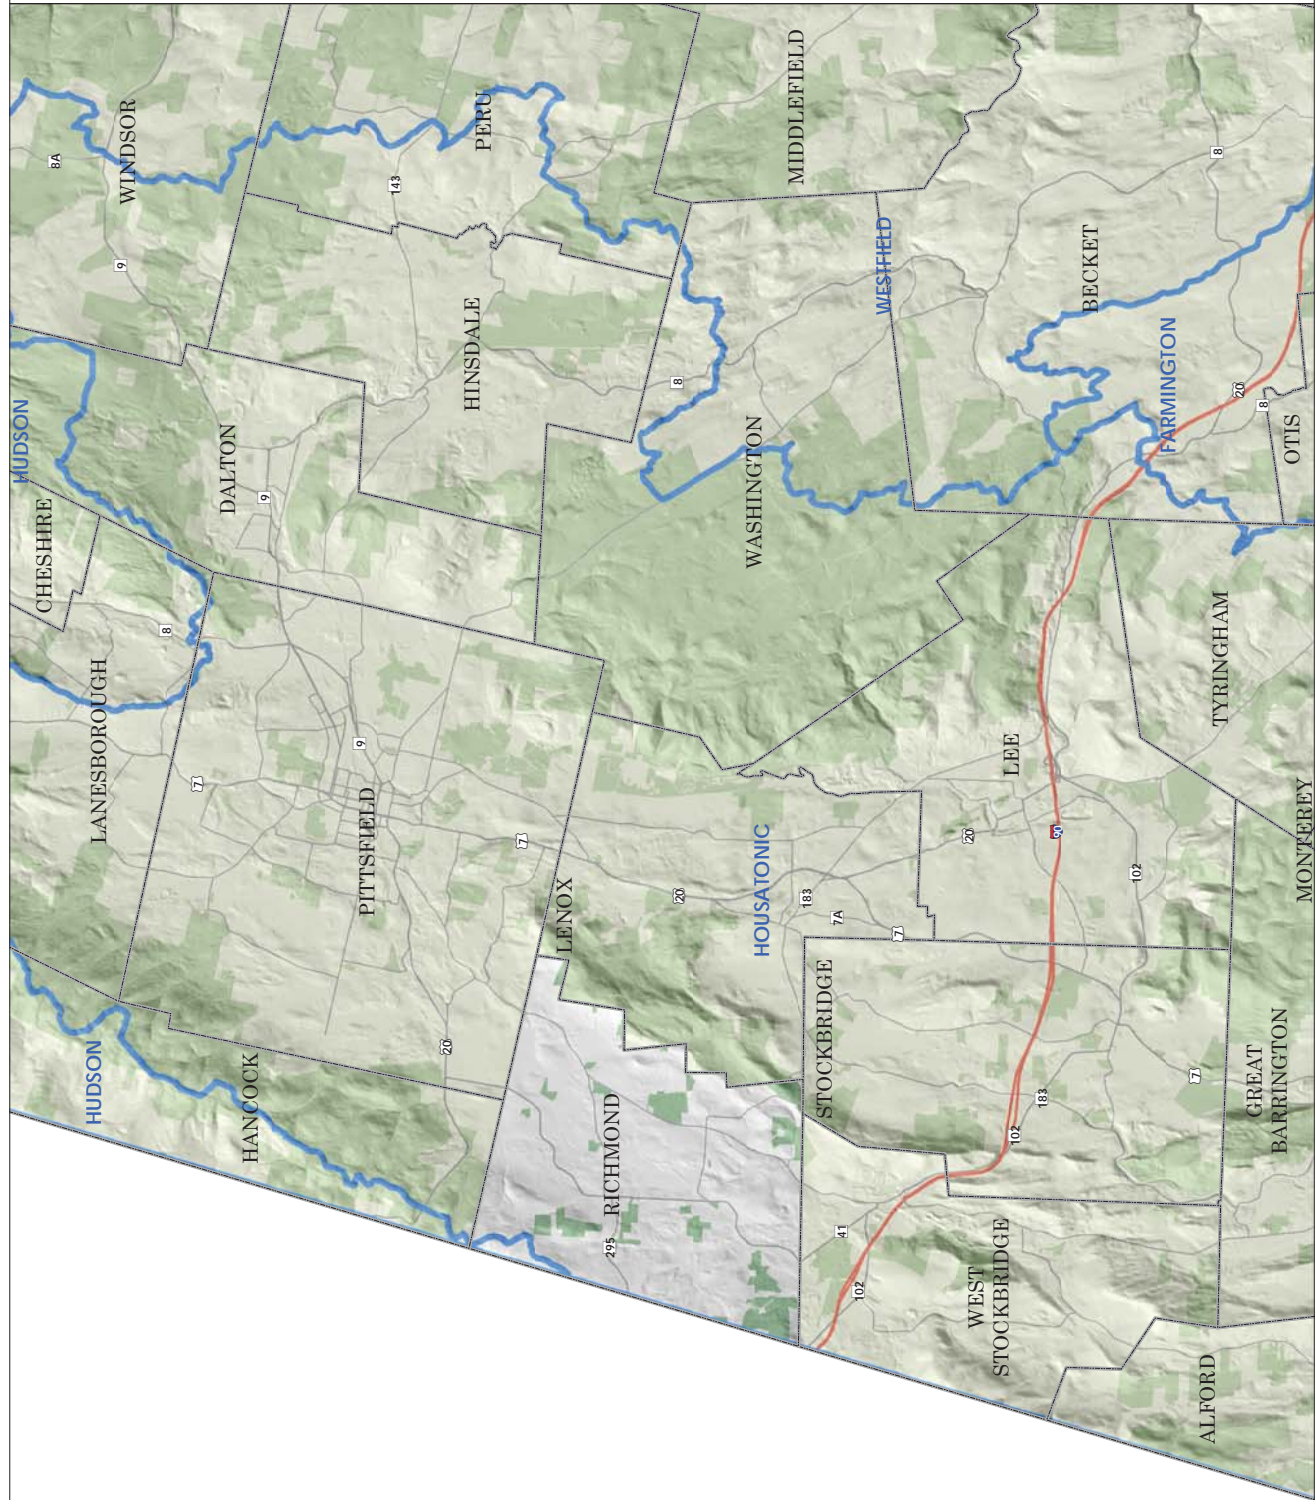 WINDSOR
8A
9
PERU
143
MIDDLEFIELD
8
WESTFIELD
BECKET
HINSDALE
8
HUDSON
CHESHIRE
DALTON
9
WASHINGTON
FARMINGTON
20
8
OTIS
LANESBOROUGH
8
7
9
PITTSFIELD
7
TYRINGHAM
LEE
20
90
102
MONTEREY
LENOX
20
HOUSATONIC
183
7A
7
HUDSON
HANCOCK
20
STOCKBRIDGE
102
183
7
GREAT
BARRINGTON
RICHMOND
295
41
102
WEST
STOCKBRIDGE
ALFORD